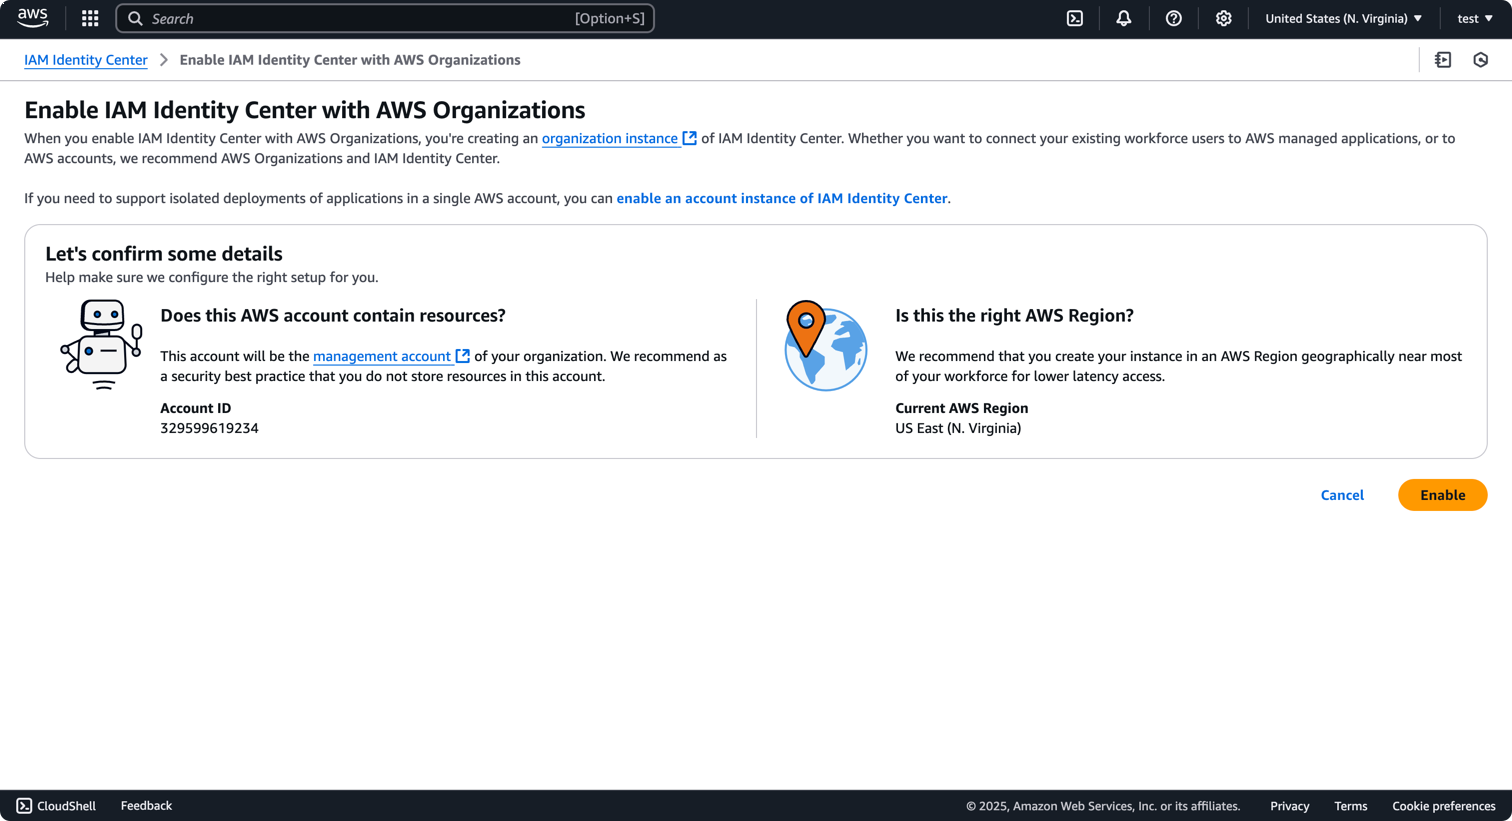 aws
Search
[Option+S]
United States (N. Virginia)
test
IAM Identity Center
Enable IAM Identity Center with AWS Organizations
Enable IAM Identity Center with AWS Organizations
When you enable IAM Identity Center with AWS Organizations, you're creating an organization instance of IAM Identity Center. Whether you want to connect your existing workforce users to AWS managed applications, or to
AWS accounts, we recommend AWS Organizations and IAM Identity Center.
If you need to support isolated deployments of applications in a single AWS account, you can enable an account instance of IAM Identity Center.
Let's confirm some details
Help make sure we configure the right setup for you.
Does this AWS account contain resources?
This account will be the management account of your organization. We recommend as
a security best practice that you do not store resources in this account.
Account ID
329599619234
Is this the right AWS Region?
We recommend that you create your instance in an AWS Region geographically near most
of your workforce for lower latency access.
Current AWS Region
US East (N. Virginia)
Cancel
Enable
CloudShell
Feedback
© 2025, Amazon Web Services, Inc. or its affiliates.
Privacy
Terms
Cookie preferences